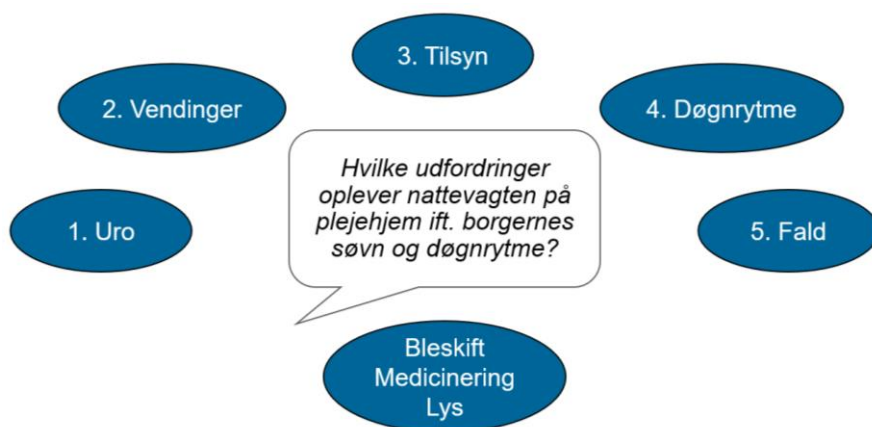 3. Tilsyn
2. Vendinger
4. Døgnrytme
Hvilke udfordringer
oplever nattevagten på
plejehjem ift. borgernes
søvn og døgnrytme?
1. Uro
5. Fald
Bleskift
Medicinering
Lys